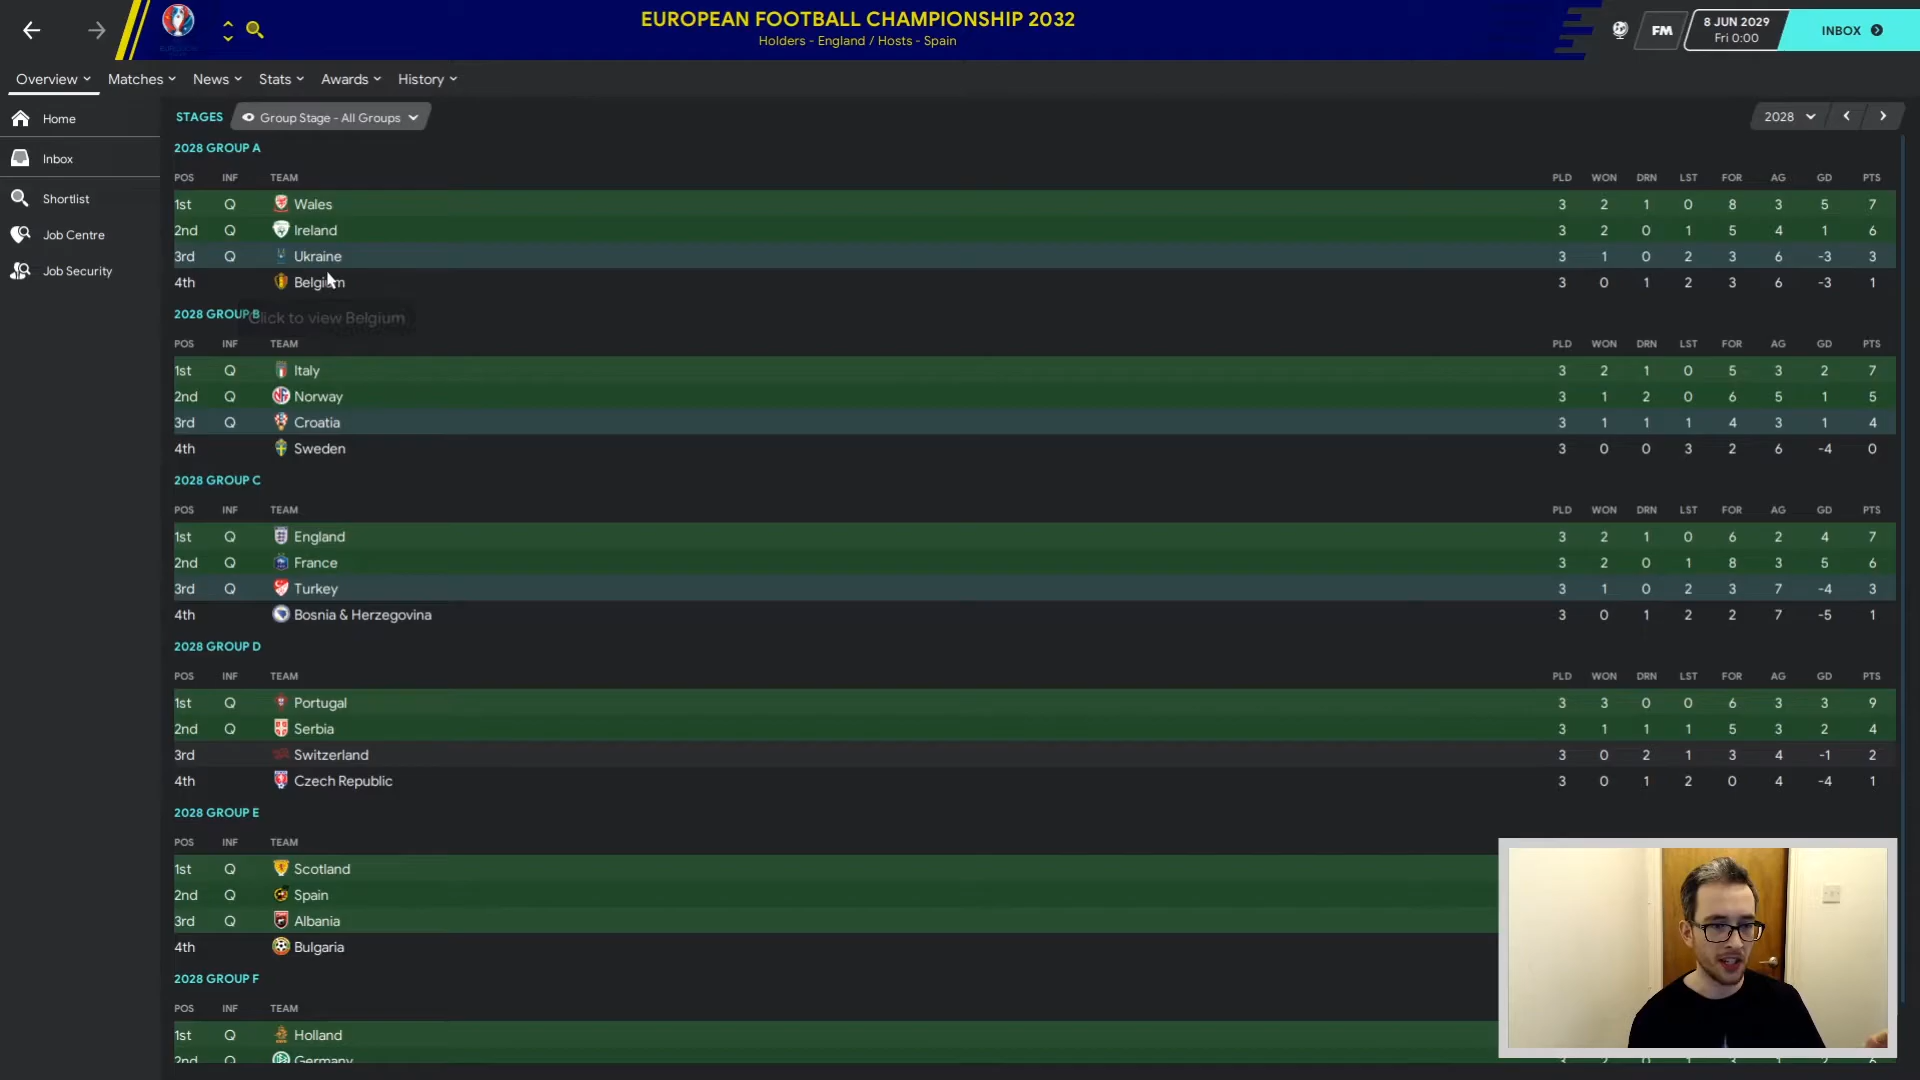 EUROPEAN FOOTBALL CHAMPIONSHIP 2032
Holders - England / Hosts - Spain
FM
8 JUN 2029
Fri 0:00
INBOX
Overview Matches News Stats Awards History
Home
Inbox
Shortlist
Job Centre
Job Security
STAGES Group Stage - All Groups 2028
2028 GROUP A
POS INF TEAM PLD WON DRN LST FOR AG GD PTS
1st Q Wales 3 2 1 0 8 3 5 7
2nd Q Ireland 3 2 0 1 5 4 1 6
3rd Q Ukraine 3 1 0 2 3 6 -3 3
4th Belgium 3 0 1 2 3 6 -3 1
2028 GROUP B
Click to view Belgium
POS INF TEAM PLD WON DRN LST FOR AG GD PTS
1st Q Italy 3 2 1 0 5 3 2 7
2nd Q Norway 3 1 2 0 6 5 1 5
3rd Q Croatia 3 1 1 1 4 3 1 4
4th Sweden 3 0 0 3 2 6 -4 0
2028 GROUP C
POS INF TEAM PLD WON DRN LST FOR AG GD PTS
1st Q England 3 2 1 0 6 2 4 7
2nd Q France 3 2 0 1 8 3 5 6
3rd Q Turkey 3 1 0 2 3 7 -4 3
4th Bosnia & Herzegovina 3 0 1 2 2 7 -5 1
2028 GROUP D
POS INF TEAM PLD WON DRN LST FOR AG GD PTS
1st Q Portugal 3 3 0 0 6 3 3 9
2nd Q Serbia 3 1 1 1 5 3 2 4
3rd Switzerland 3 0 2 1 3 4 -1 2
4th Czech Republic 3 0 1 2 0 4 -4 1
2028 GROUP E
POS INF TEAM
1st Q Scotland
2nd Q Spain
3rd Q Albania
4th Bulgaria
2028 GROUP F
POS INF TEAM
1st Q Holland
2nd Q Germany